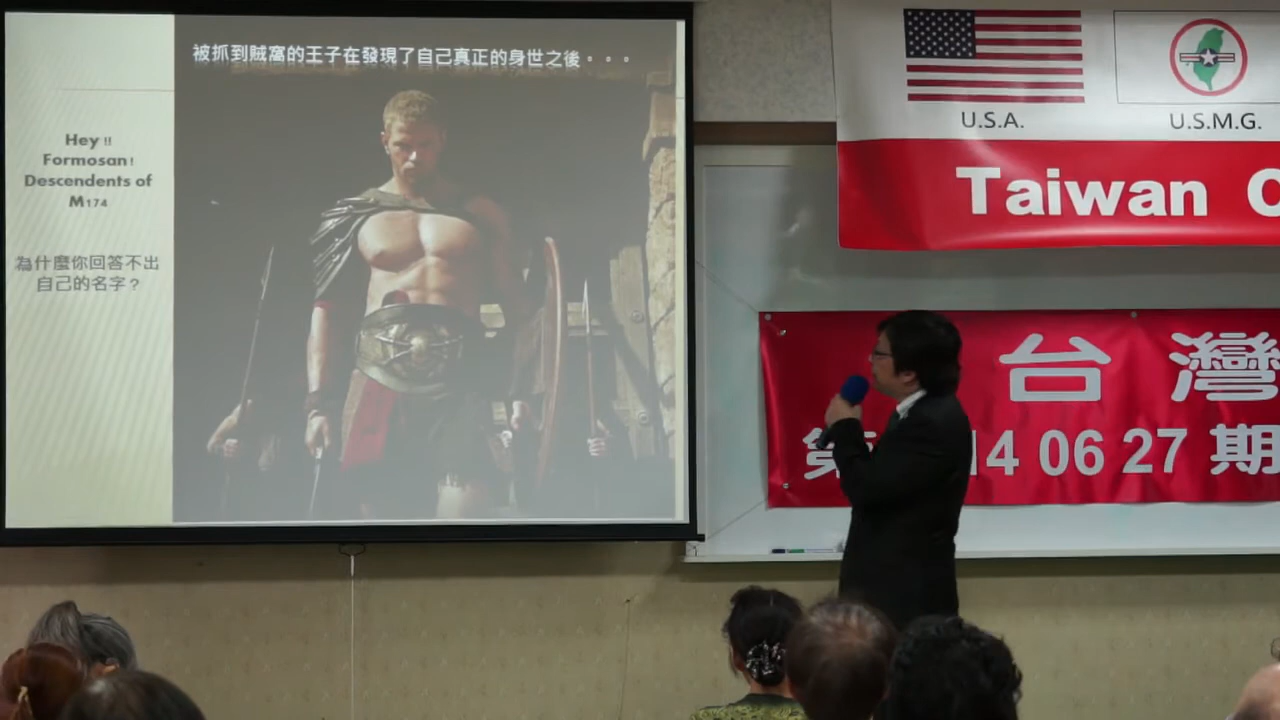 被抓到賊窩的王子在發現了自己真正的身世之後。。。
Hey !!
Formosan!
Descendents of
M174
為什麼你回答不出
自己的名字?
U.S.A.
U.S.M.G.
Taiwan C
台灣
第 14 06 27 期